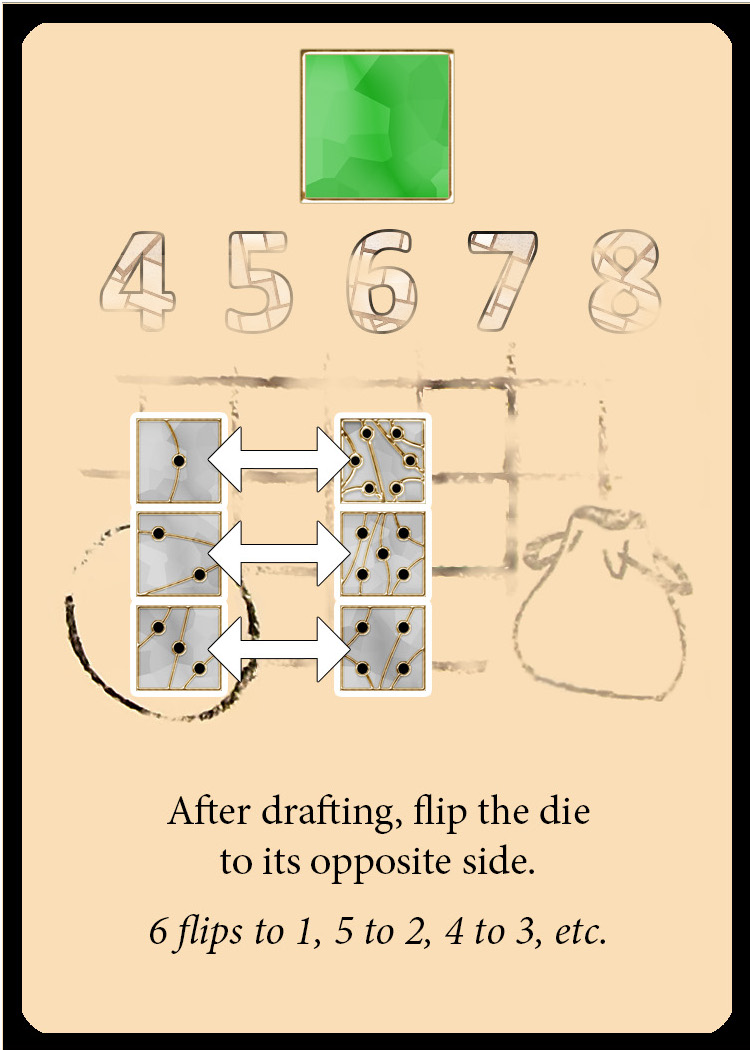 4 5 6 7 8
After drafting, flip the die
to its opposite side.
6 flips to 1, 5 to 2, 4 to 3, etc.